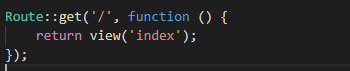 Route::get('/', function () {
    return view('index');
});